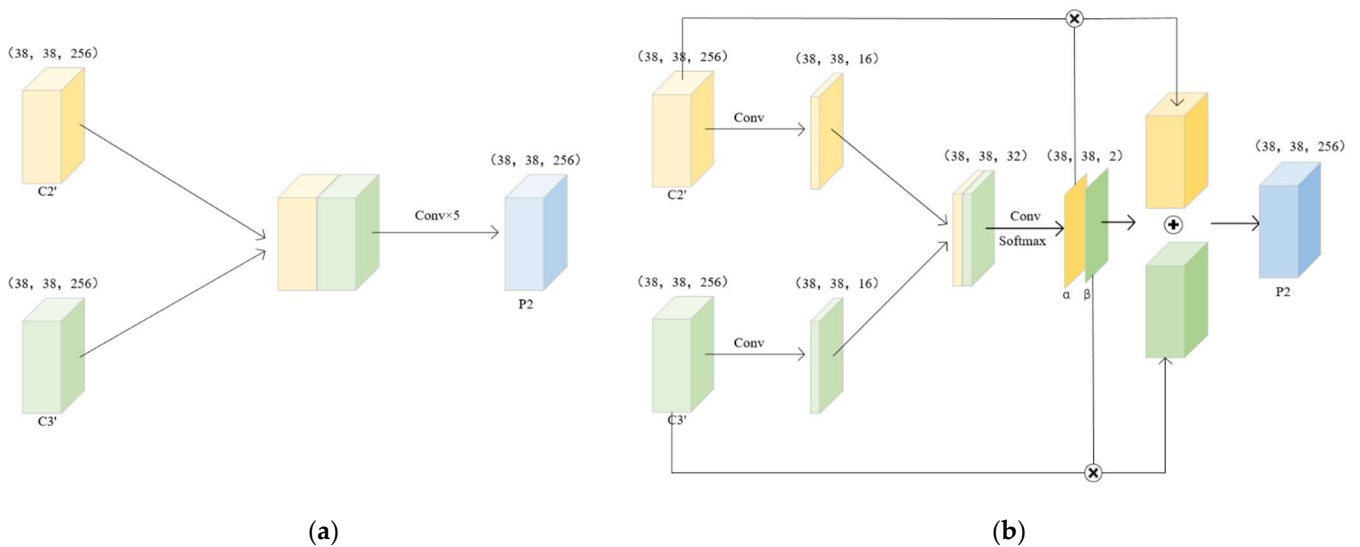 (38, 38, 256)
C2'
(38, 38, 256)
C3'
Conv×5
(38, 38, 256)
P2
(a)
(38, 38, 256)
C2'
Conv
(38, 38, 16)
(38, 38, 256)
C3'
Conv
(38, 38, 16)
(38, 38, 32)
Conv
Softmax
(38, 38, 2)
α β
(38, 38, 256)
P2
(b)